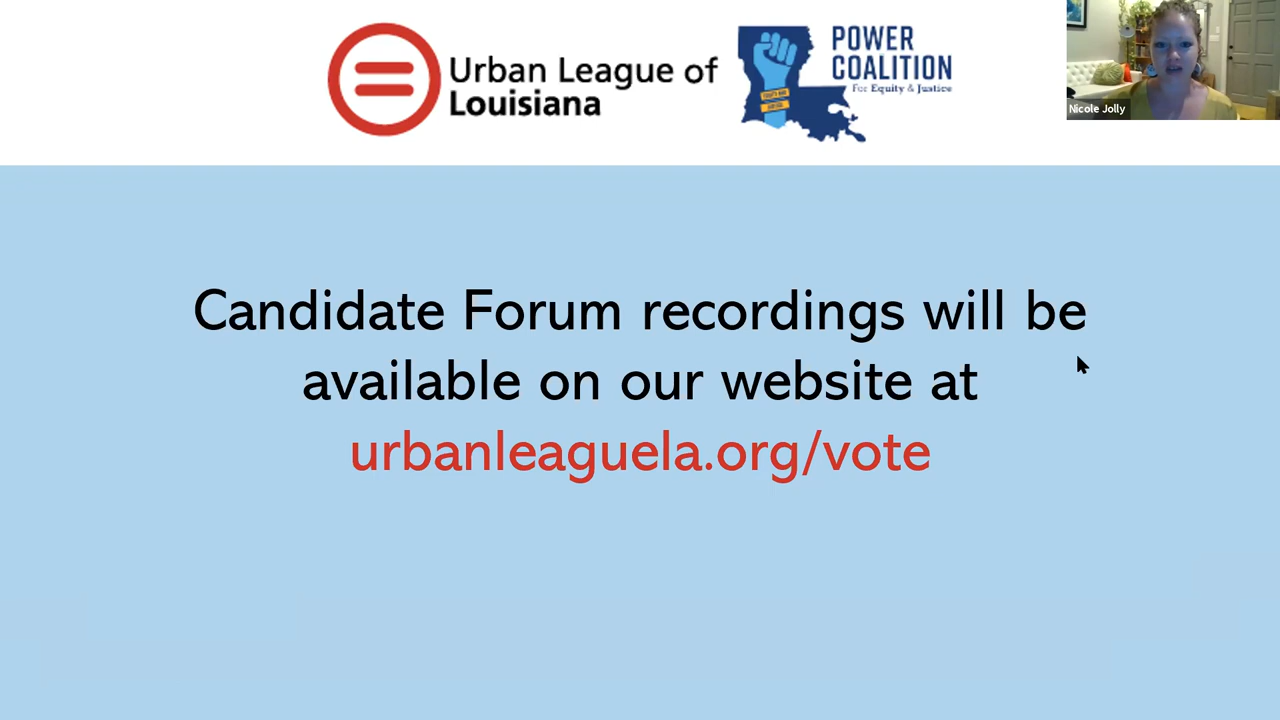 Urban League of
Louisiana
POWER
COALITION
For Equity & Justice
Nicole Jolly
Candidate Forum recordings will be
available on our website at
urbanleaguela.org/vote